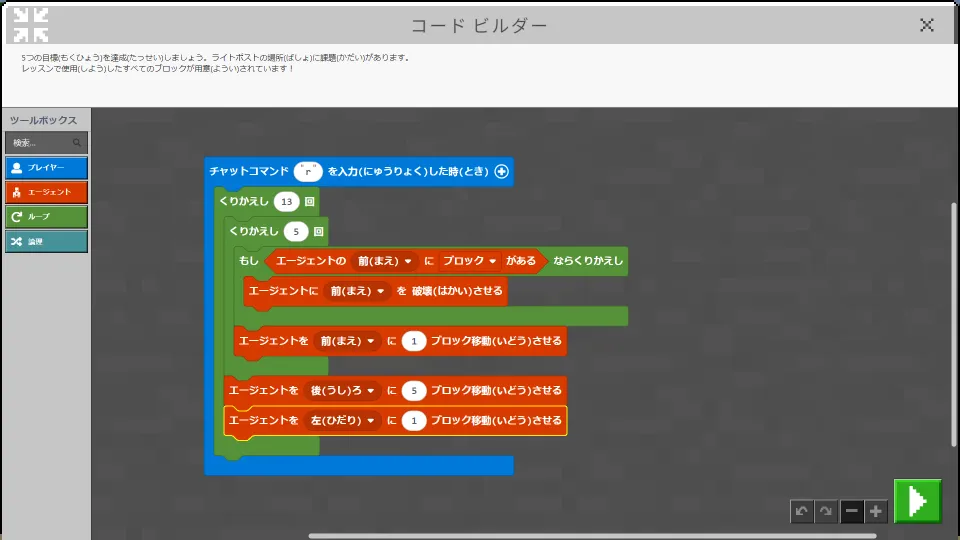 コード ビルダー
5つの目標(もくひょう)を達成(たっせい)しましょう。ライトポストの場所(ばしょ)に課題(かだい)があります。
レッスンで使用(しよう)したすべてのブロックが用意(ようい)されています！
ツールボックス
検索...
プレイヤー
エージェント
ループ
論理
チャットコマンド "r" を入力(にゅうりょく)した時(とき)
くりかえし 13 回
くりかえし 5 回
もし エージェントの 前(まえ) に ブロック がある ならくりかえし
エージェントに 前(まえ) を 破壊(はかい)させる
エージェントを 前(まえ) に 1 ブロック移動(いどう)させる
エージェントを 後(うし)ろ に 5 ブロック移動(いどう)させる
エージェントを 左(ひだり) に 1 ブロック移動(いどう)させる